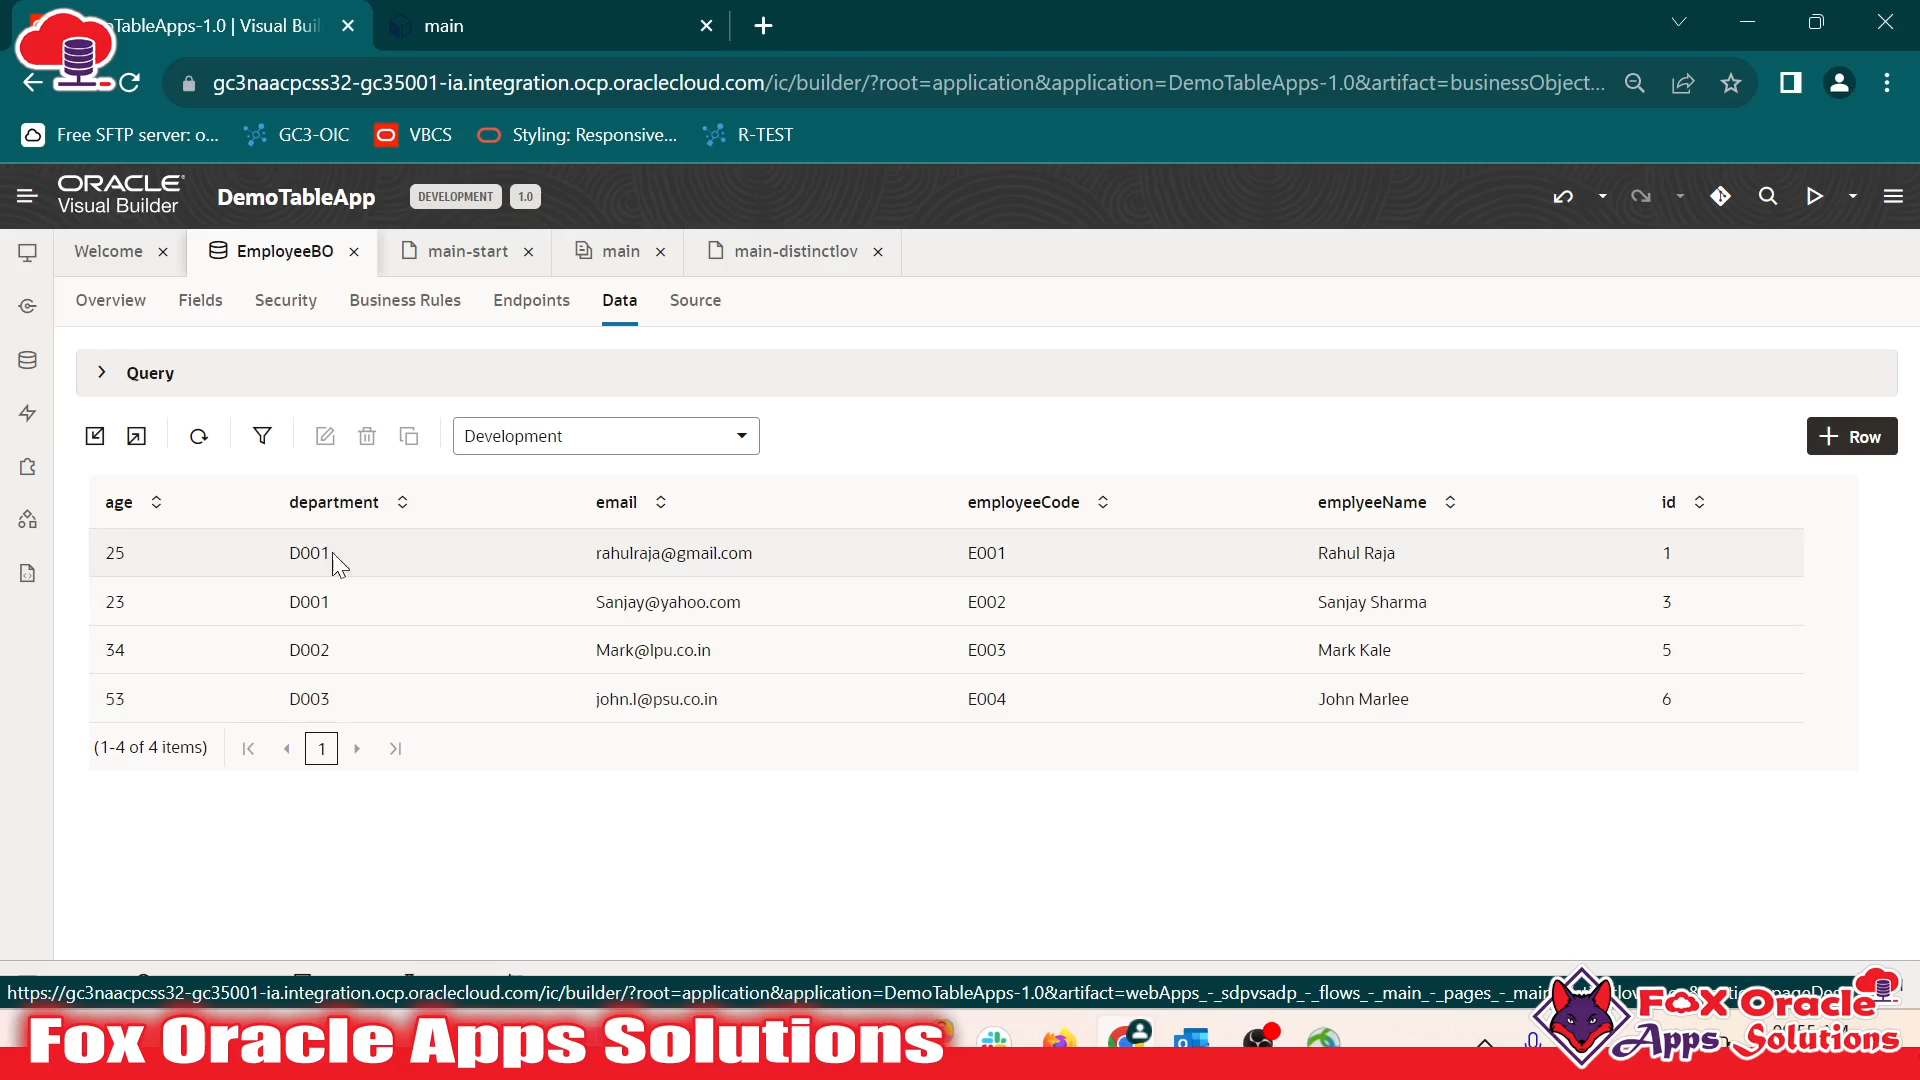 TableApps-1.0 | Visual Buil
main
gc3naacpcss32-gc35001-ia.integration.ocp.oraclecloud.com/ic/builder/?root=application&application=DemoTableApps-1.0&artifact=businessObject...
Free SFTP server: o...
GC3-OIC
VBCS
Styling: Responsive...
R-TEST
ORACLE
Visual Builder
DemoTableApp
DEVELOPMENT
1.0
Welcome
EmployeeBO
main-start
main
main-distinctlov
Overview
Fields
Security
Business Rules
Endpoints
Data
Source
Query
Development
Row
age department email employeeCode emplyeeName id
25 D001 rahulraja@gmail.com E001 Rahul Raja 1
23 D001 Sanjay@yahoo.com E002 Sanjay Sharma 3
34 D002 Mark@lpu.co.in E003 Mark Kale 5
53 D003 john.l@psu.co.in E004 John Marlee 6
(1-4 of 4 items)
1
https://gc3naacpcss32-gc35001-ia.integration.ocp.oraclecloud.com/ic/builder/?root=application&application=DemoTableApps-1.0&artifact=webApps_-_sdpvsadp_-_flows_-_main_-_pages_-_main
Fox Oracle Apps Solutions
Fox Oracle
Apps Solutions